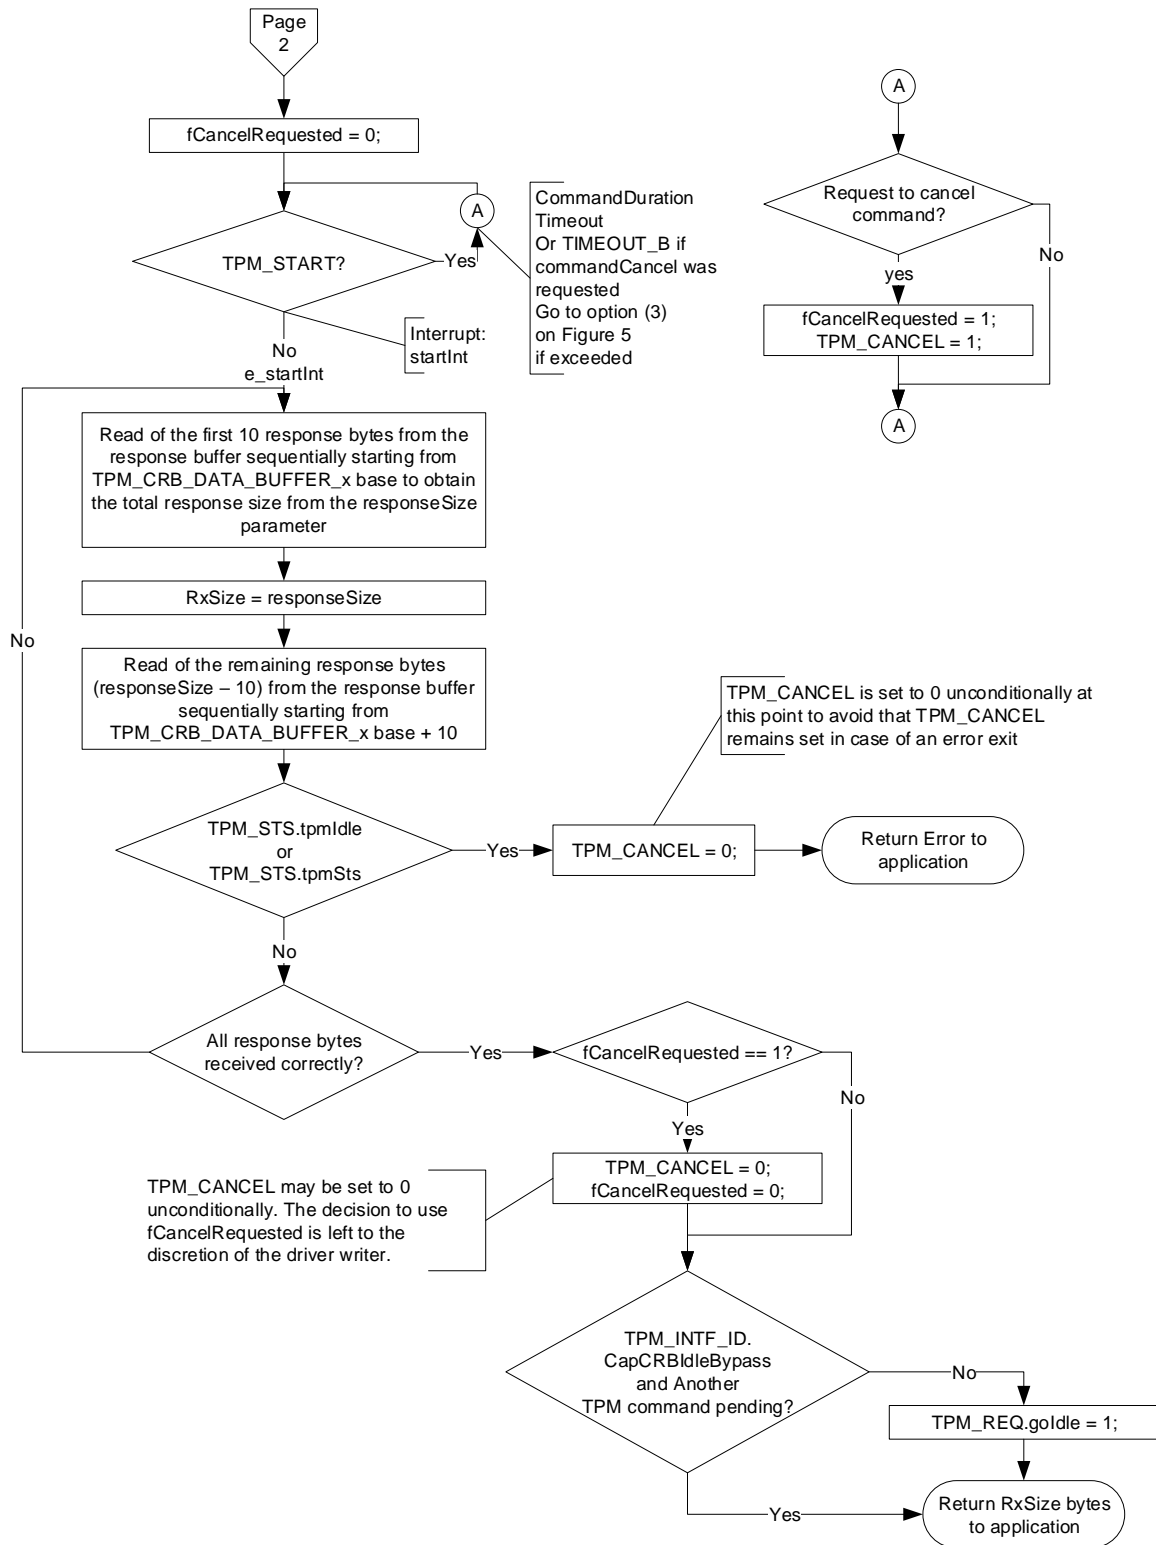 Page
2
fCancelRequested = 0;
TPM_START?
Yes
A
CommandDuration
Timeout
Or TIMEOUT_B if
commandCancel was
requested
Go to option (3)
on Figure 5
if exceeded
Interrupt:
startInt
No
e_startInt
A
Request to cancel
command?
No
yes
fCancelRequested = 1;
TPM_CANCEL = 1;
A
Read of the first 10 response bytes from the
response buffer sequentially starting from
TPM_CRB_DATA_BUFFER_x base to obtain
the total response size from the responseSize
parameter
RxSize = responseSize
No
Read of the remaining response bytes
(responseSize – 10) from the response buffer
sequentially starting from
TPM_CRB_DATA_BUFFER_x base + 10
TPM_CANCEL is set to 0 unconditionally at
this point to avoid that TPM_CANCEL
remains set in case of an error exit
TPM_STS.tpmIdle
or
TPM_STS.tpmSts
Yes
TPM_CANCEL = 0;
Return Error to
application
No
All response bytes
received correctly?
Yes
fCancelRequested == 1?
No
Yes
TPM_CANCEL = 0;
fCancelRequested = 0;
TPM_CANCEL may be set to 0
unconditionally. The decision to use
fCancelRequested is left to the
discretion of the driver writer.
TPM_INTF_ID.
CapCRBIdleBypass
and Another
TPM command pending?
No
TPM_REQ.goIdle = 1;
Yes
Return RxSize bytes
to application